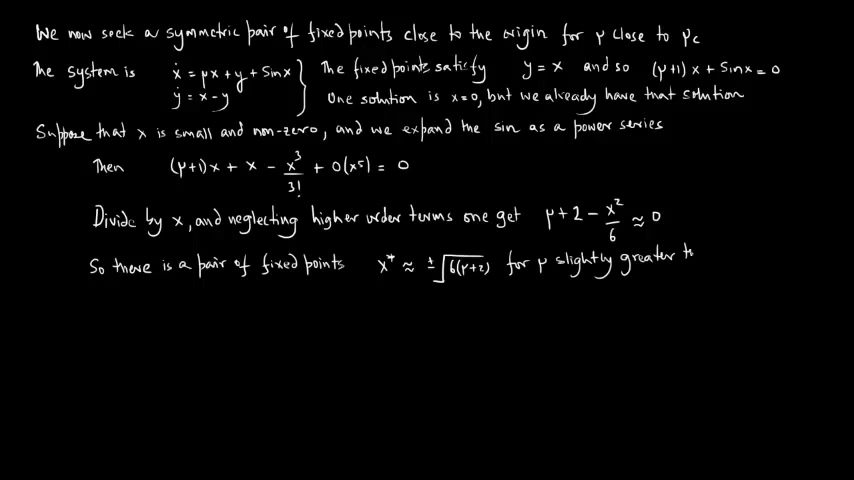 We now seek a symmetric pair of fixed points close to the origin for μ close to μc
The system is ẋ = μx + y + sinx } The fixed points satisfy y = x and so (μ+1)x + sinx = 0
ẏ = x - y One solution is x=0, but we already have that solution
Suppose that x is small and non-zero, and we expand the sin as a power series
Then (μ+1)x + x - x³/3! + O(x⁵) = 0
Divide by x, and neglecting higher order terms one get μ + 2 - x²/6 ≈ 0
So there is a pair of fixed points x* ≈ ±√6(μ+2) for μ slightly greater t